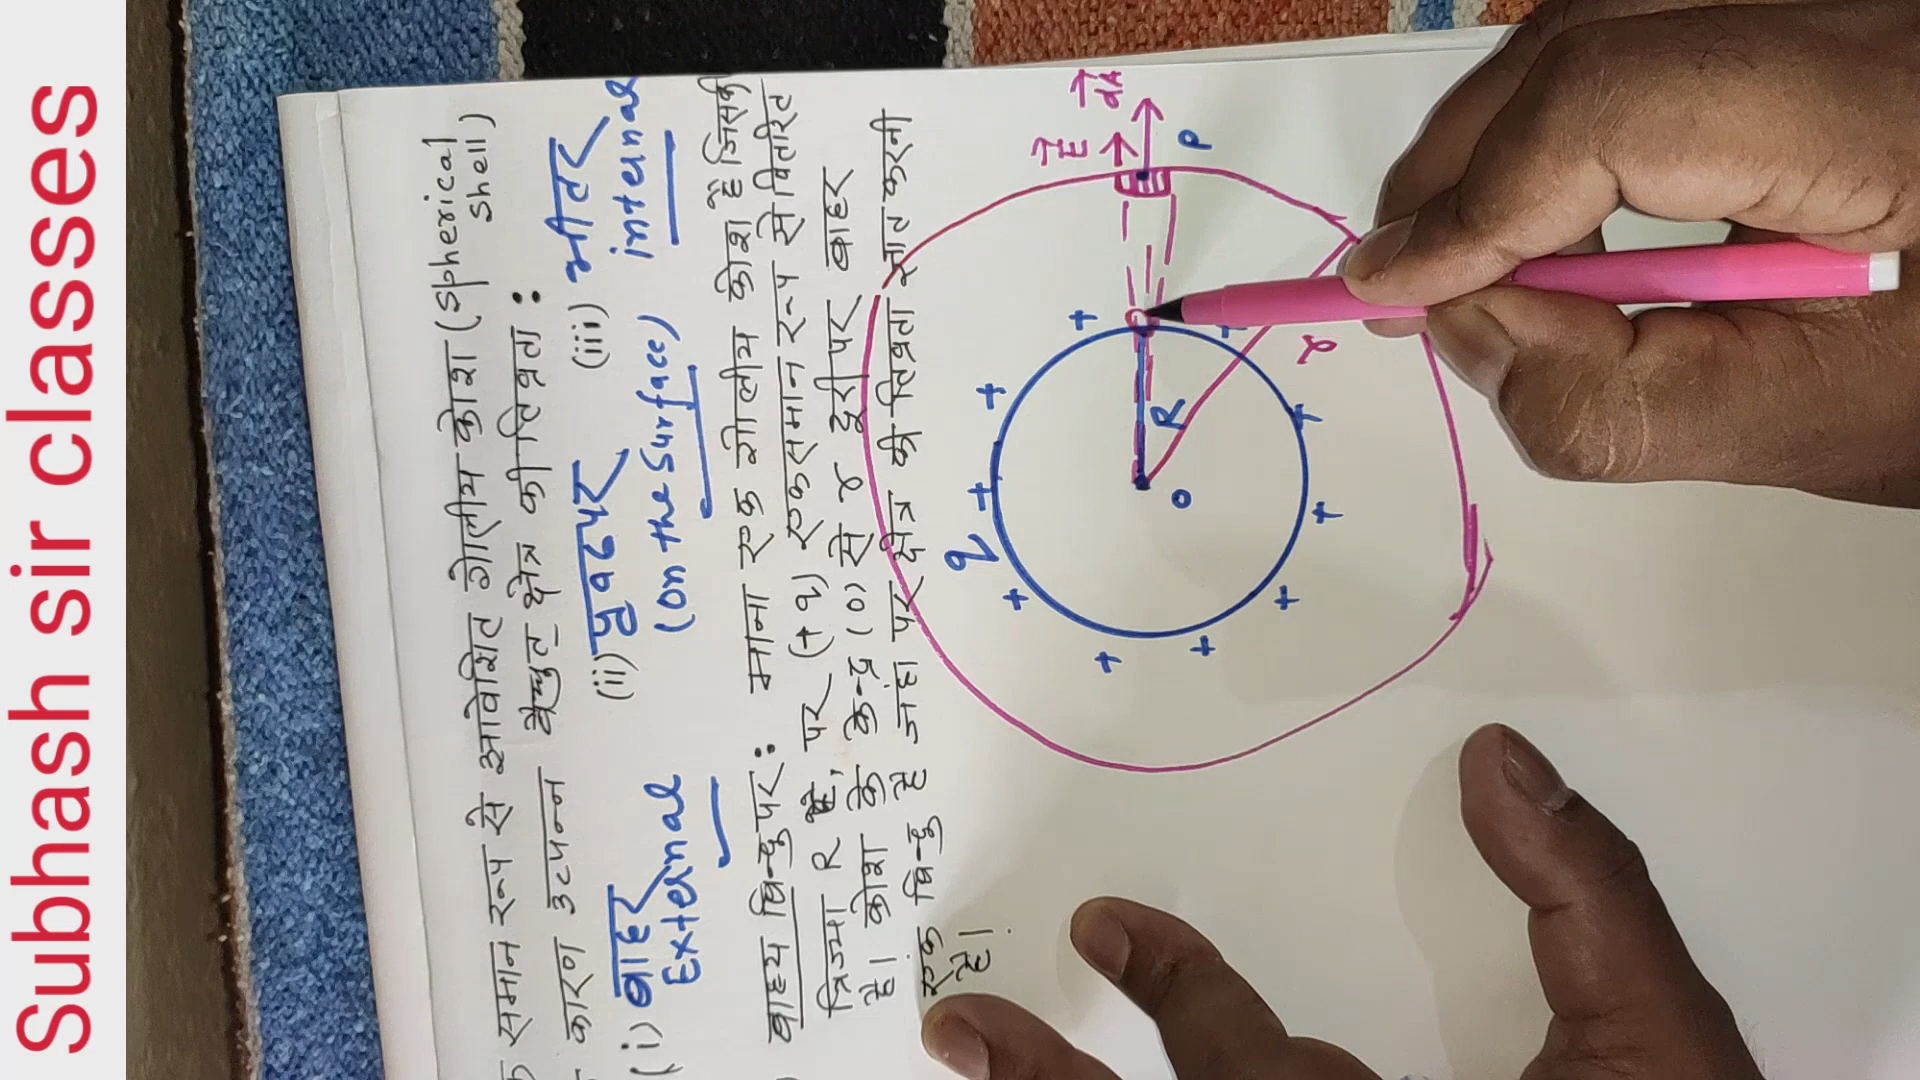 Subhash sir classes
समान रूप से आवेशित गोलीय कोश (Spherical Shell)
कारण उत्पन्न वैद्युत क्षेत्र की तीव्रता :
(i) बाहर (ii) पृष्ठ पर (iii) भीतर
External (on the Surface) internal
बाह्य बिन्दु पर : माना एक गोलीय कोश है जिसकी
त्रिज्या R है, पर (+q) एकसमान रूप से वितरित
है। कोश के केन्द्र (o) से r दूरी पर बाहर
एक बिन्दु है जहां पर क्षेत्र की तीव्रता ज्ञात करनी
है।
E dA
P
q
R
r
o